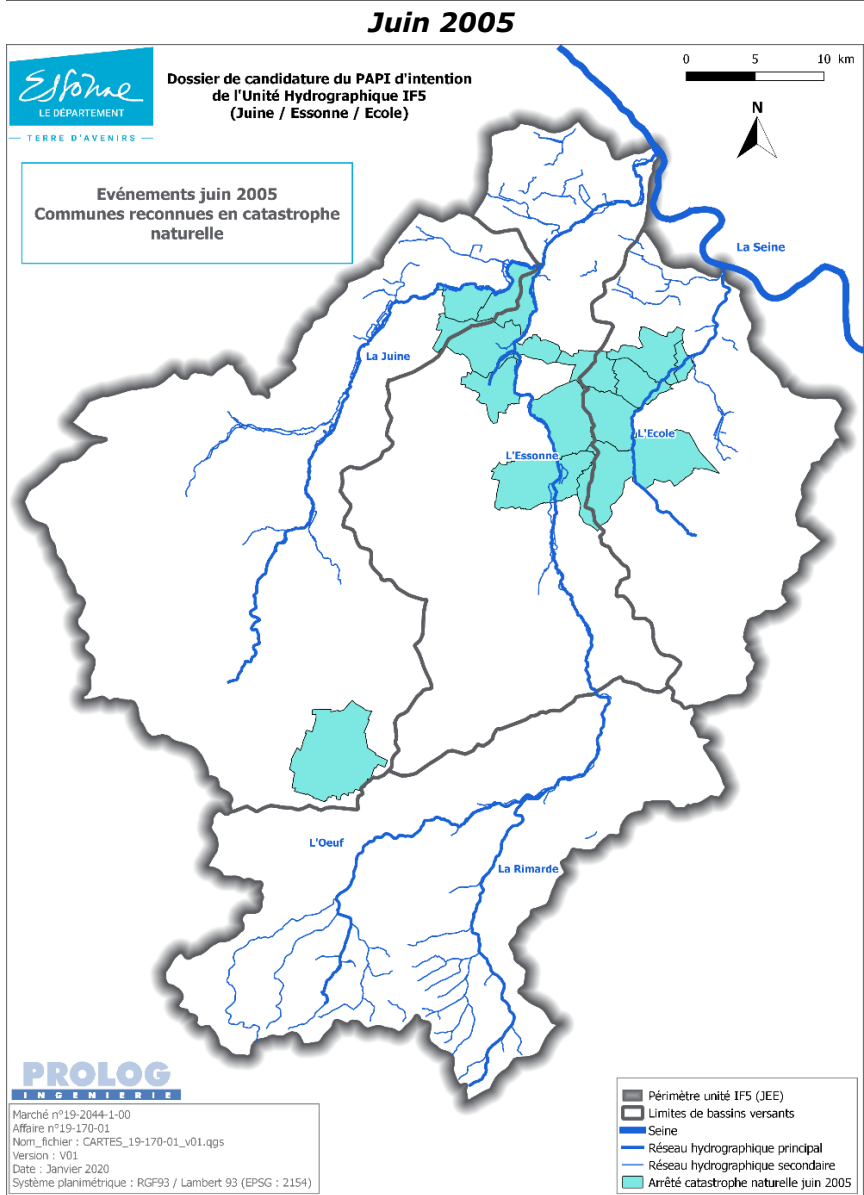 Juin 2005
Essonne
LE DÉPARTEMENT
TERRE D'AVENIRS
Dossier de candidature du PAPI d'intention
de l'Unité Hydrographique IF5
(Juine / Essonne / Ecole)
0 5 10 km
N
Evénements juin 2005
Communes reconnues en catastrophe
naturelle
La Seine
La Juine
L'Ecole
L'Essonne
L'Oeuf
La Rimarde
PROLOG
INGENIERIE
Marché n°19-2044-1-00
Affaire n°19-170-01
Nom_fichier : CARTES_19-170-01_v01.qgs
Version : V01
Date : Janvier 2020
Système planimétrique : RGF93 / Lambert 93 (EPSG : 2154)
Périmètre unité IF5 (JEE)
Limites de bassins versants
Seine
Réseau hydrographique principal
Réseau hydrographique secondaire
Arrêté catastrophe naturelle juin 2005